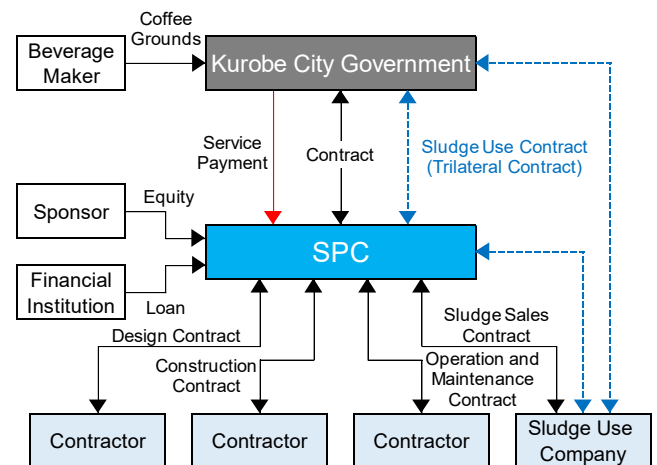 Coffee
Grounds
Beverage
Maker
Kurobe City Government
Service
Payment
Contract
Sludge Use Contract
(Trilateral Contract)
Equity
Sponsor
SPC
Financial
Institution
Loan
Design Contract
Construction
Contract
Sludge Sales
Contract
Operation and
Maintenance
Contract
Contractor
Contractor
Contractor
Sludge Use
Company